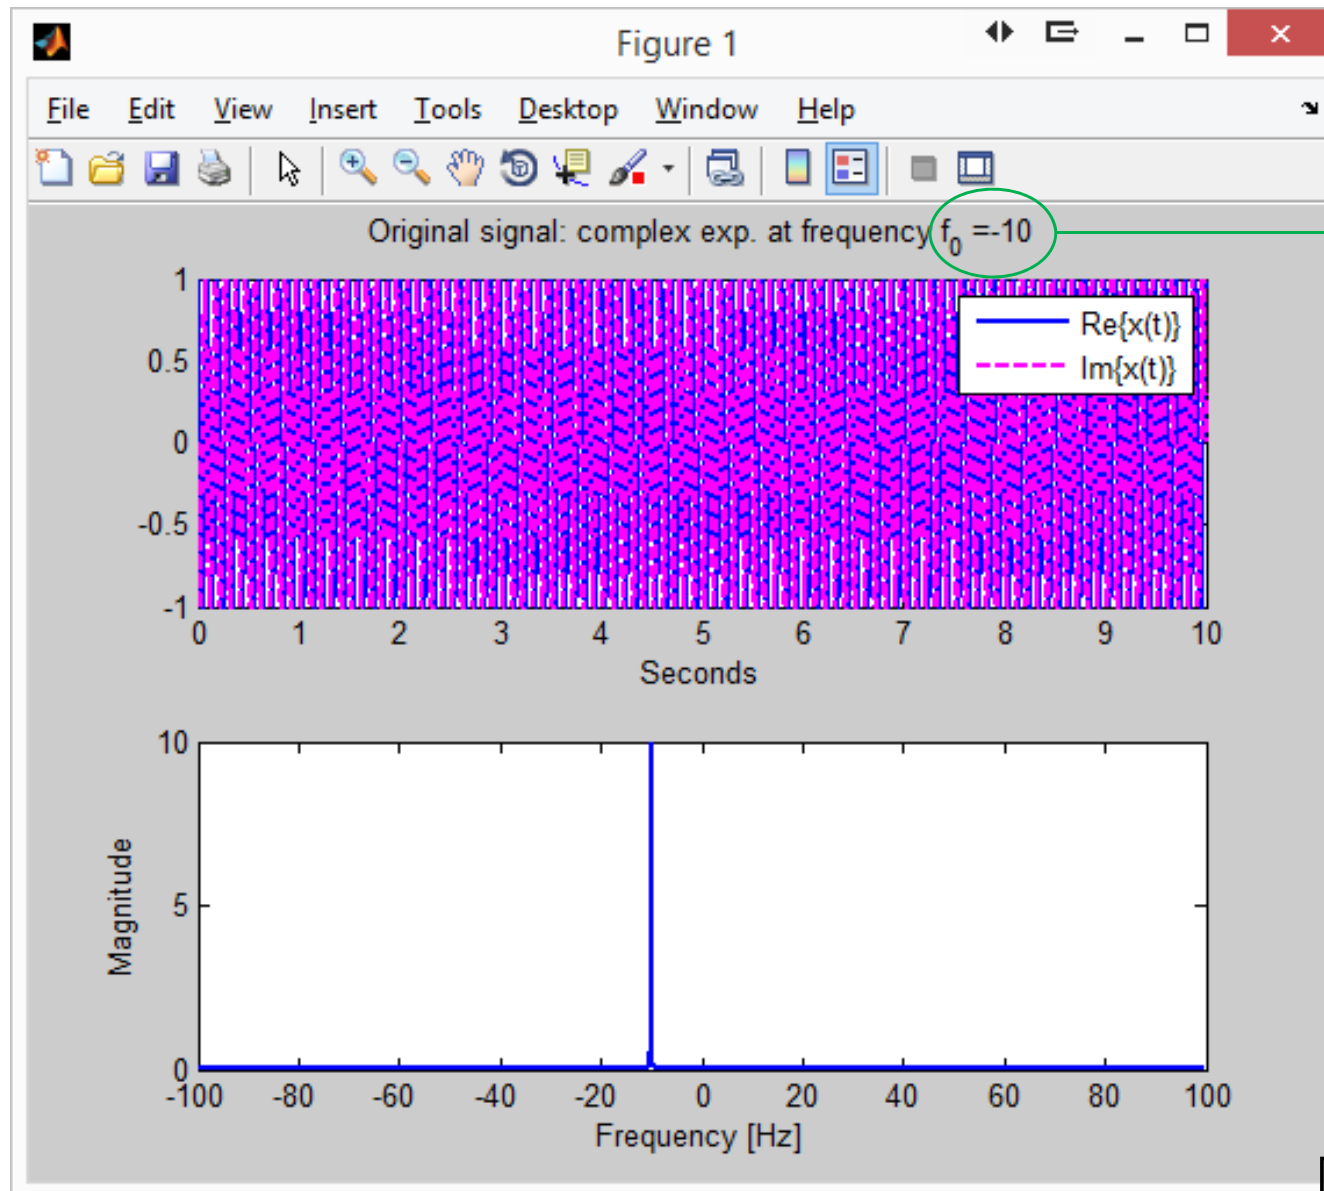 Figure 1
File Edit View Insert Tools Desktop Window Help
Original signal: complex exp. at frequency f₀ =-10
1
0.5
0
-0.5
-1
Re{x(t)}
Im{x(t)}
0 1 2 3 4 5 6 7 8 9 10
Seconds
10
5
0
Magnitude
-100 -80 -60 -40 -20 0 20 40 60 80 100
Frequency [Hz]